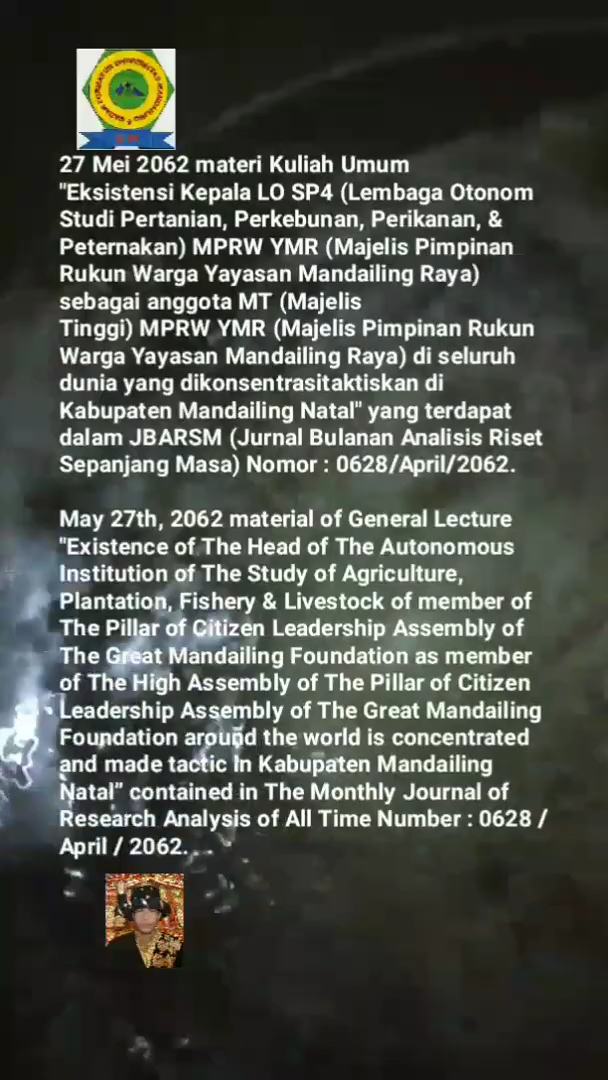 27 Mei 2062 materi Kuliah Umum
"Eksistensi Kepala LO SP4 (Lembaga Otonom
Studi Pertanian, Perkebunan, Perikanan, &
Peternakan) MPRW YMR (Majelis Pimpinan
Rukun Warga Yayasan Mandailing Raya)
sebagai anggota MT (Majelis
Tinggi) MPRW YMR (Majelis Pimpinan Rukun
Warga Yayasan Mandailing Raya) di seluruh
dunia yang dikonsentrasitaktiskan di
Kabupaten Mandailing Natal" yang terdapat
dalam JBARSM (Jurnal Bulanan Analisis Riset
Sepanjang Masa) Nomor : 0628/April/2062.
May 27th, 2062 material of General Lecture
"Existence of The Head of The Autonomous
Institution of The Study of Agriculture,
Plantation, Fishery & Livestock of member of
The Pillar of Citizen Leadership Assembly of
The Great Mandailing Foundation as member
of The High Assembly of The Pillar of Citizen
Leadership Assembly of The Great Mandailing
Foundation around the world is concentrated
and made tactic In Kabupaten Mandailing
Natal" contained in The Monthly Journal of
Research Analysis of All Time Number : 0628 /
April / 2062.